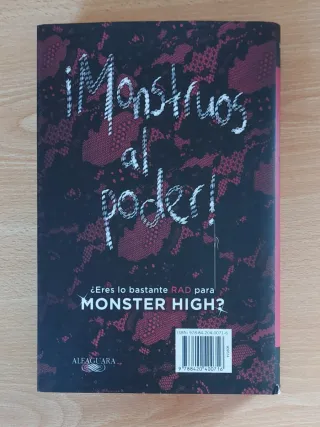 ¡Monstruos
al
poder!
¿Eres lo bastante RAD para
MONSTER HIGH?
ALFAGUARA